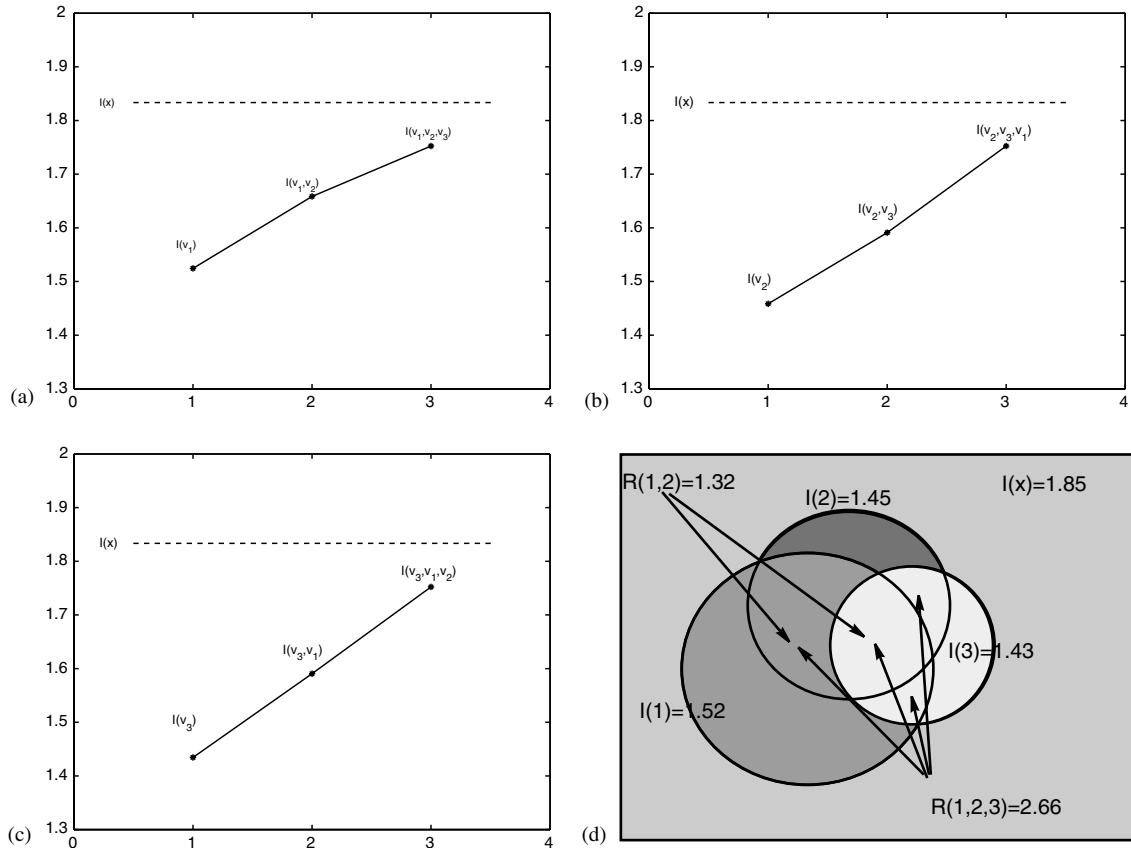 2
1.9
I(x)
1.8
I(v1,v2,v3)
1.7
I(v1,v2)
1.6
I(v1)
1.5
1.4
1.3
0 1 2 3 4
(a)
2
1.9
I(x)
1.8
I(v2,v3,v1)
1.7
I(v2,v3)
1.6
1.5
I(v2)
1.4
1.3
0 1 2 3 4
(b)
2
1.9
I(x)
1.8
I(v3,v1,v2)
1.7
I(v3,v1)
1.6
I(v3)
1.5
1.4
1.3
0 1 2 3 4
(c)
R(1,2)=1.32
I(x)=1.85
I(2)=1.45
I(3)=1.43
I(1)=1.52
R(1,2,3)=2.66
(d)